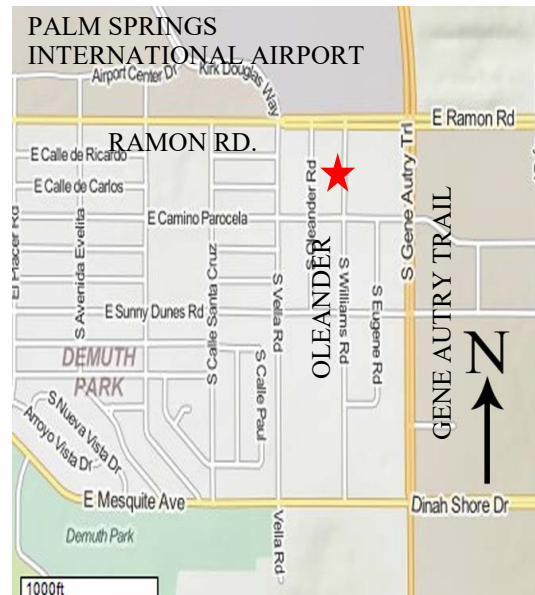 PALM SPRINGS
INTERNATIONAL AIRPORT
Airport Center Dr
Kirk Douglas Way
E Ramon Rd
RAMON RD.
E Calle de Ricardo
E Calle de Carlos
E Camino Parocela
S Oleander Rd
S Gene Autry Trl
El Placer Rd
S Avenida Evelita
S Calle Santa Cruz
S Vella Rd
OLEANDER
S Williams Rd
S Eugene Rd
GENE AUTRY TRAIL
E Sunny Dunes Rd
N
DEMUTH
PARK
S Calle Paul
S Nueva Vista Dr
Arroyo Vista Dr
E Mesquite Ave
Dinah Shore Dr
Vella Rd
Demuth Park
1000ft